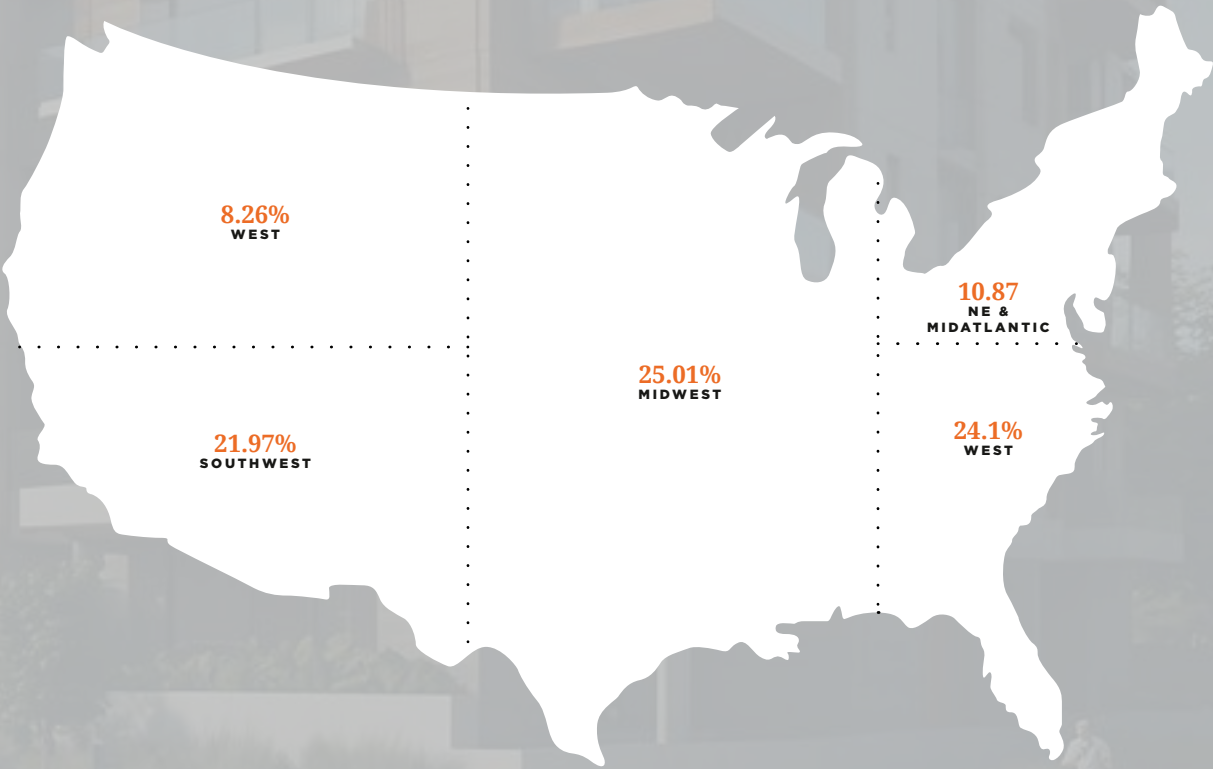 8.26%
WEST
10.87
NE &
MIDATLANTIC
25.01%
MIDWEST
24.1%
WEST
21.97%
SOUTHWEST